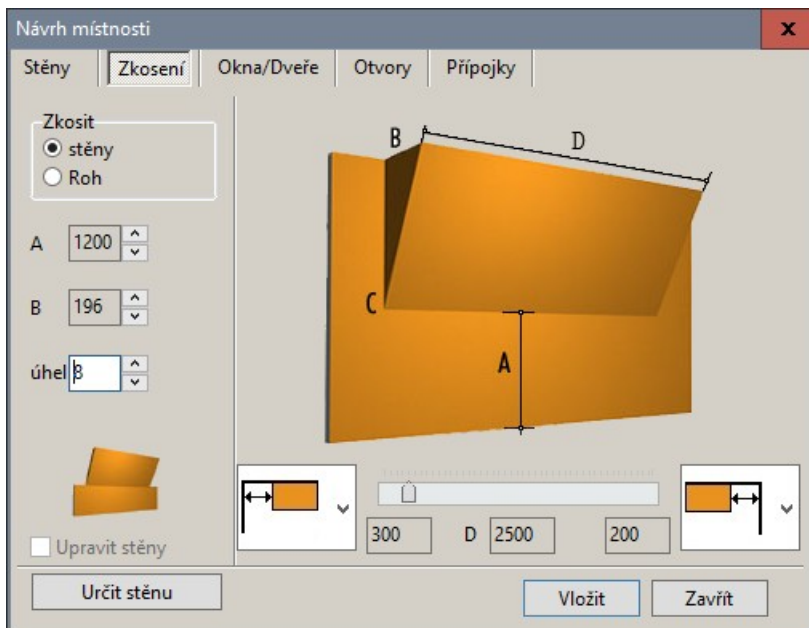 Návrh místnosti
x
Stěny Zkosení Okna/Dveře Otvory Přípojky
Zkosit
stěny
Roh
A 1200
B 196
úhel 8
B
D
C
A
300 D 2500 200
Upravit stěny
Určit stěnu
Vložit Zavřít